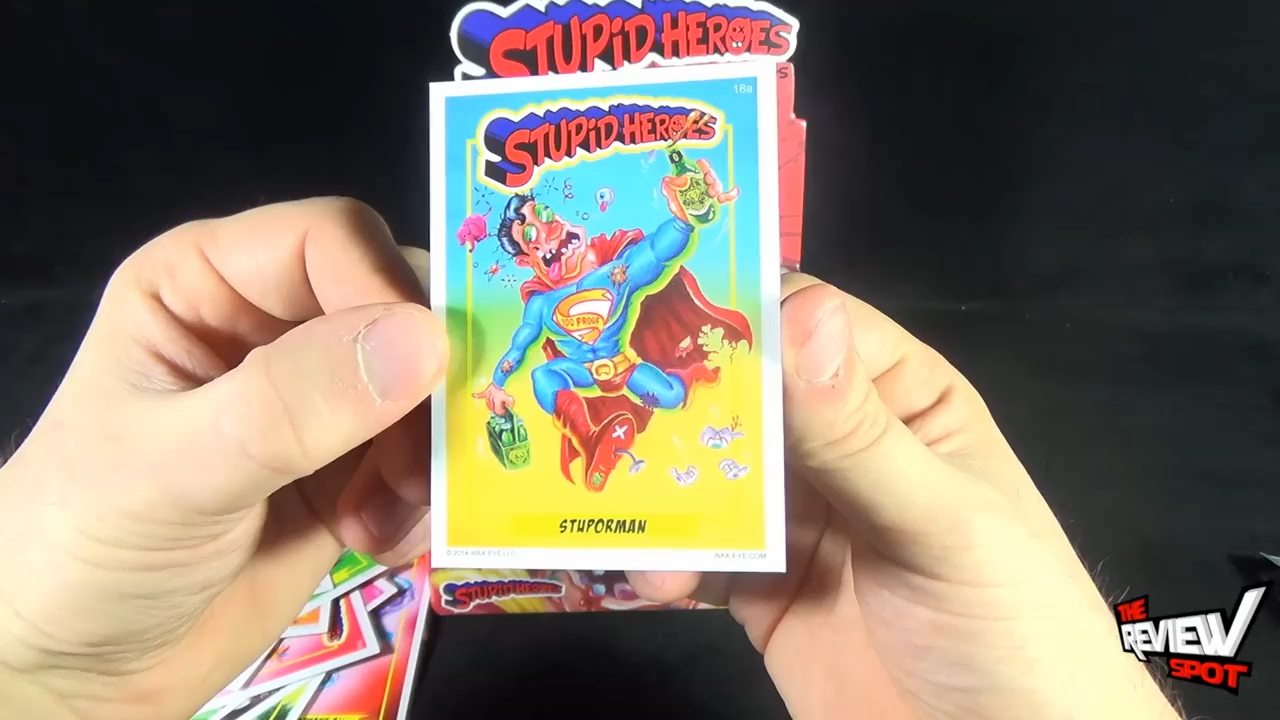 STUPID HEROES
18a
STUPID HEROES
100 PROOF
STUPORMAN
© 2014 WAX-EYE LLC
WAX-EYE.COM
STUPID HEROES
THE
REVIEW
SPOT